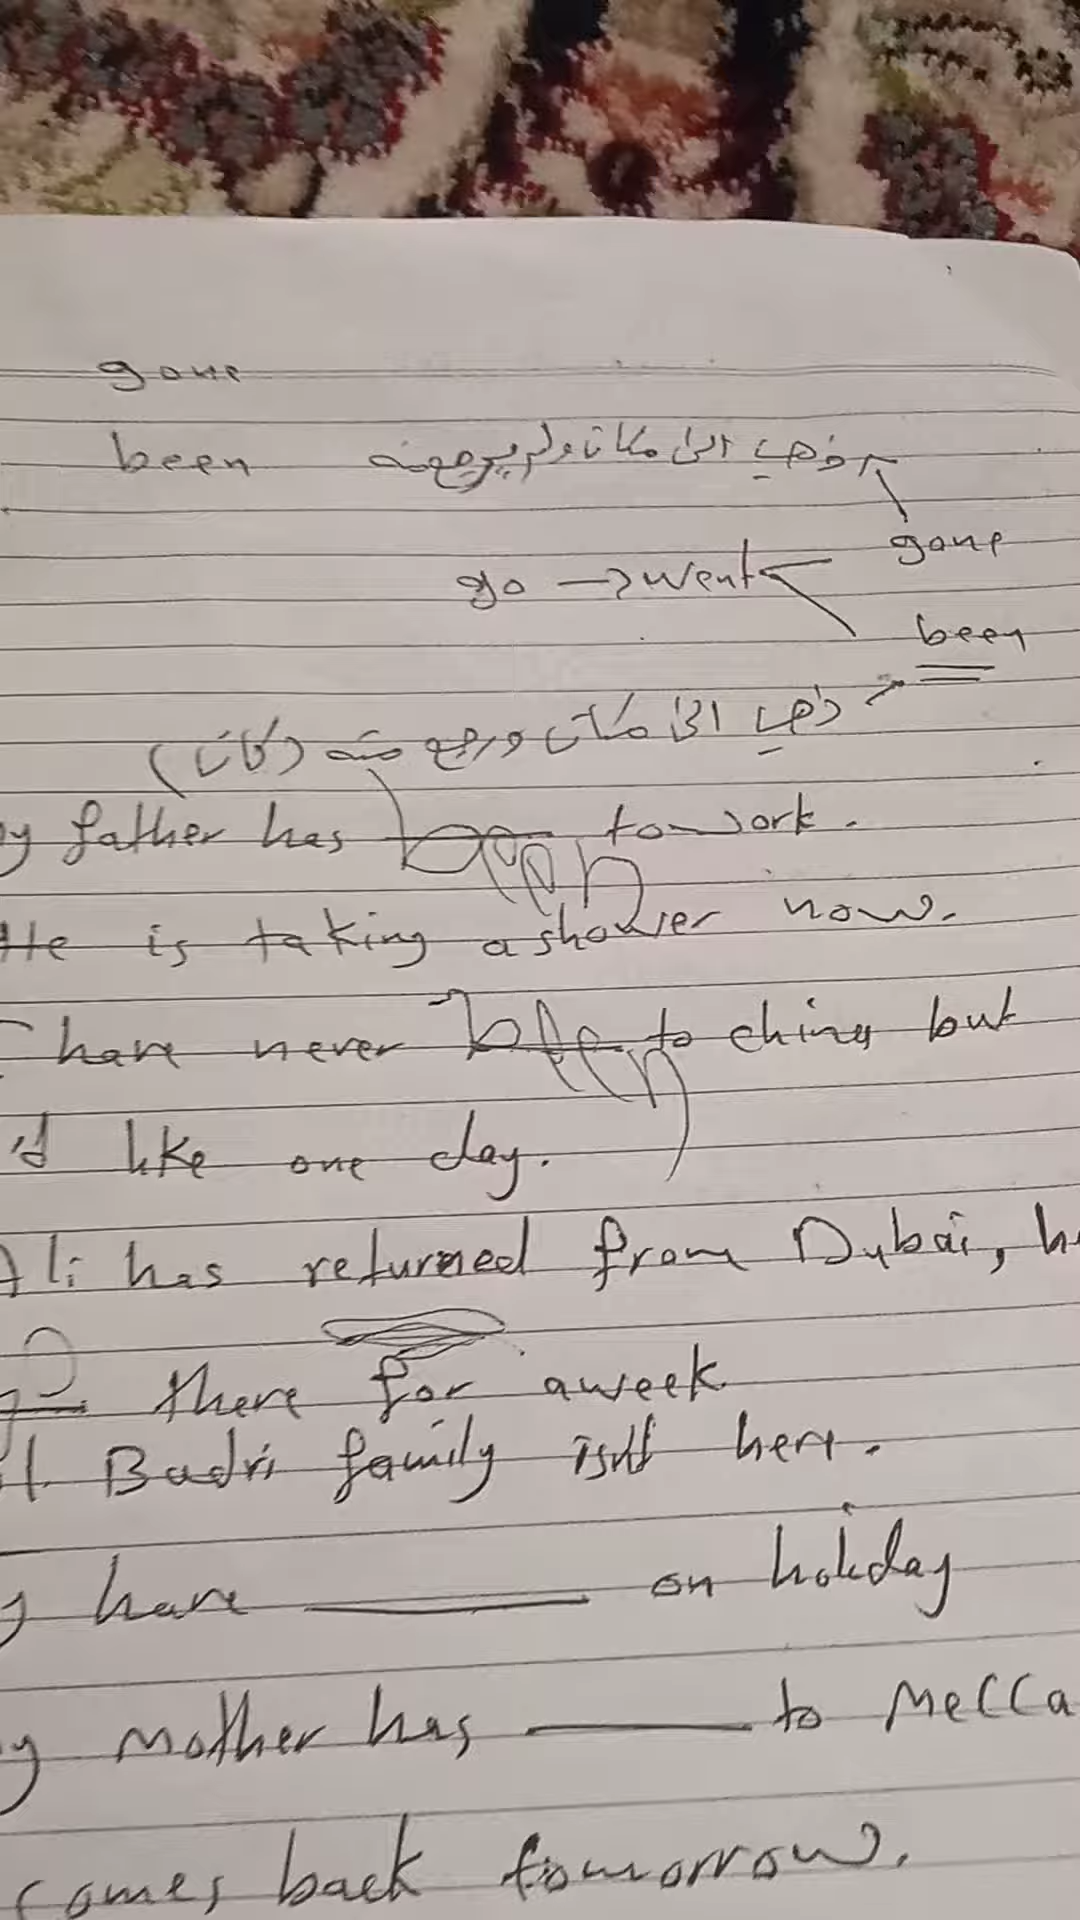 gone
been ذهب الى مكان ولم يرجع منه
gone
go → went
been
ذهب الى مكان ورجع منه (كان)
y father has been to work.
He is taking a shower now.
I have never been to china but
'd like one day.
Ali has returned from Dubai, h
there for a week
Badri family isn't here.
y have ______ on holiday
y mother has ______ to Mecca
comes back tomorrow.